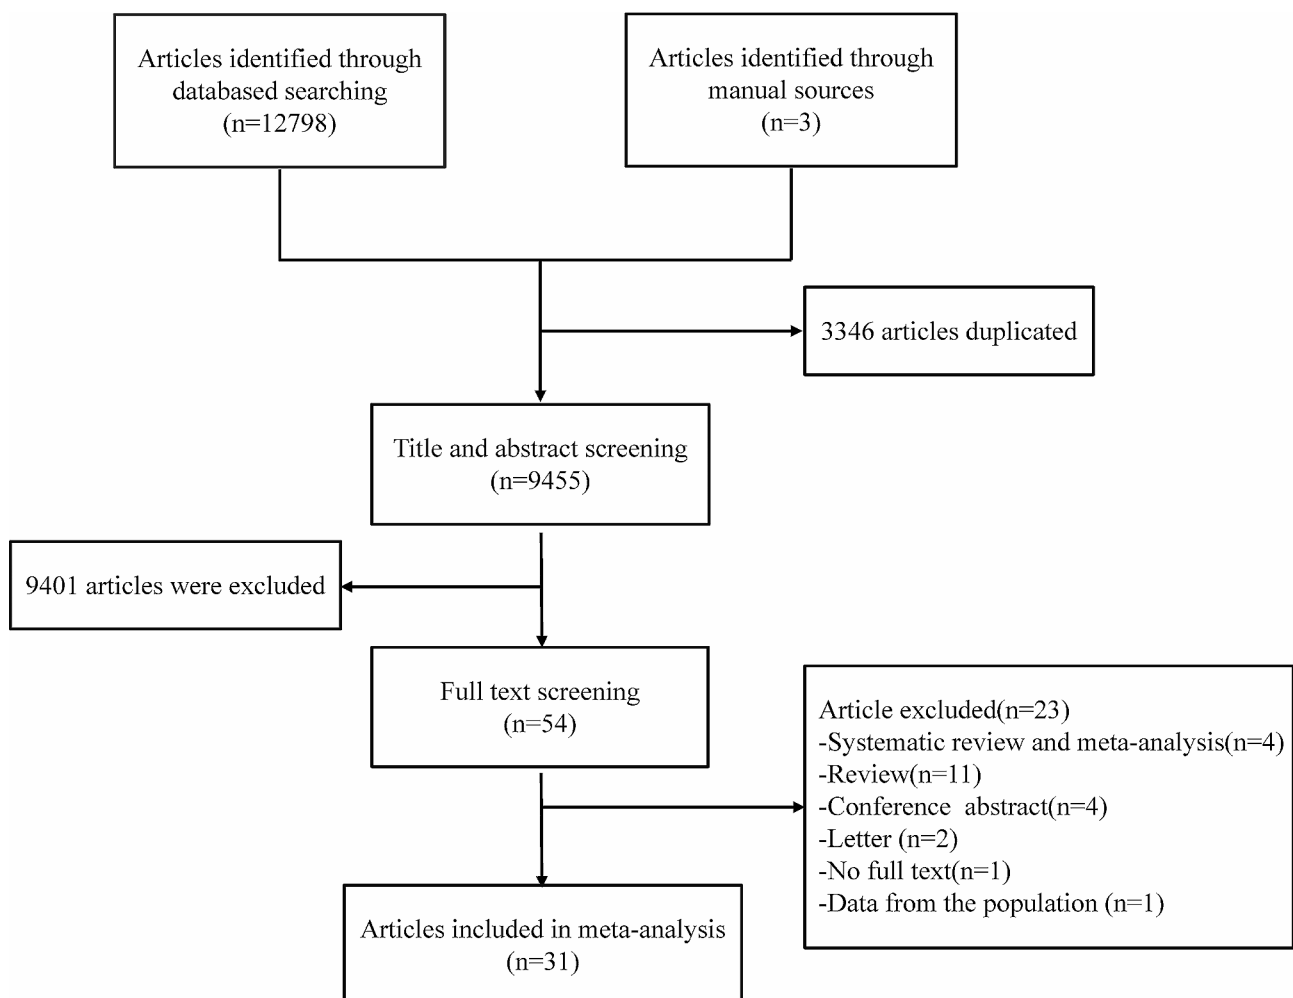 Articles identified through
databased searching
(n=12798)
Articles identified through
manual sources
(n=3)
3346 articles duplicated
Title and abstract screening
(n=9455)
9401 articles were excluded
Full text screening
(n=54)
Article excluded(n=23)
-Systematic review and meta-analysis(n=4)
-Review(n=11)
-Conference  abstract(n=4)
-Letter (n=2)
-No full text(n=1)
-Data from the population (n=1)
Articles included in meta-analysis
(n=31)